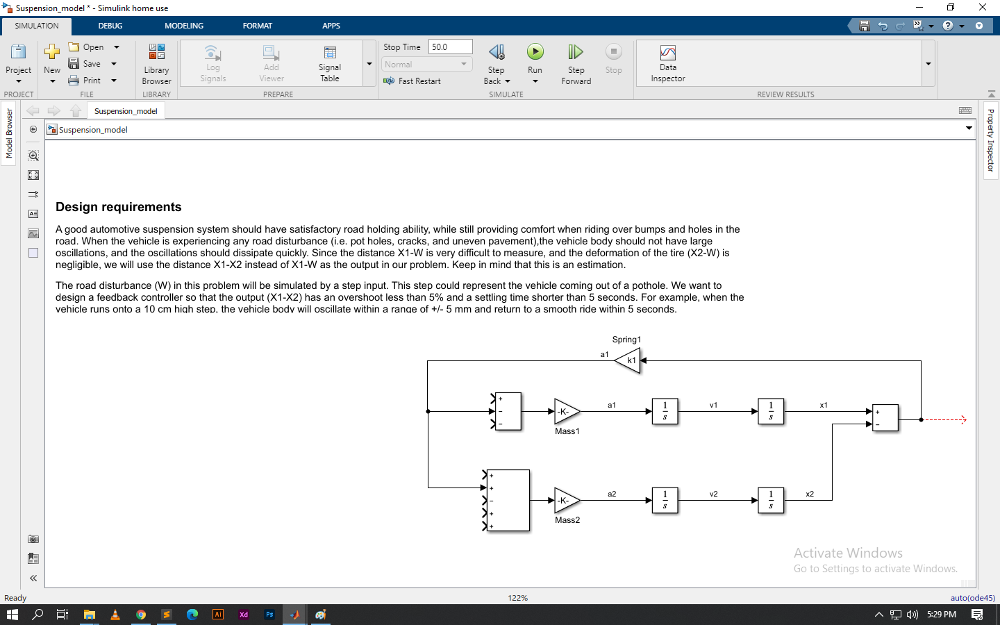 Suspension_model * - Simulink home use
SIMULATION DEBUG MODELING FORMAT APPS
Project
PROJECT
New
Open
Save
Print
FILE
Library
Browser
LIBRARY
Log
Signals
Add
Viewer
Signal
Table
PREPARE
Stop Time 50.0
Normal
Fast Restart
Step
Back
Run
Step
Forward
Stop
SIMULATE
Data
Inspector
REVIEW RESULTS
Model Browser
Suspension_model
Suspension_model
Property Inspector
Design requirements
A good automotive suspension system should have satisfactory road holding ability, while still providing comfort when riding over bumps and holes in the
road. When the vehicle is experiencing any road disturbance (i.e. pot holes, cracks, and uneven pavement),the vehicle body should not have large
oscillations, and the oscillations should dissipate quickly. Since the distance X1-W is very difficult to measure, and the deformation of the tire (X2-W) is
negligible, we will use the distance X1-X2 instead of X1-W as the output in our problem. Keep in mind that this is an estimation.
The road disturbance (W) in this problem will be simulated by a step input. This step could represent the vehicle coming out of a pothole. We want to
design a feedback controller so that the output (X1-X2) has an overshoot less than 5% and a settling time shorter than 5 seconds. For example, when the
vehicle runs onto a 10 cm high step, the vehicle body will oscillate within a range of +/- 5 mm and return to a smooth ride within 5 seconds.
Spring1
a1
k1
+
−
−
-K-
Mass1
a1
1
s
v1
1
s
x1
+
−
+
+
−
+
+
-K-
Mass2
a2
1
s
v2
1
s
x2
Activate Windows
Go to Settings to activate Windows.
Ready 122% auto(ode45)
Ai Xd Ps
5:29 PM